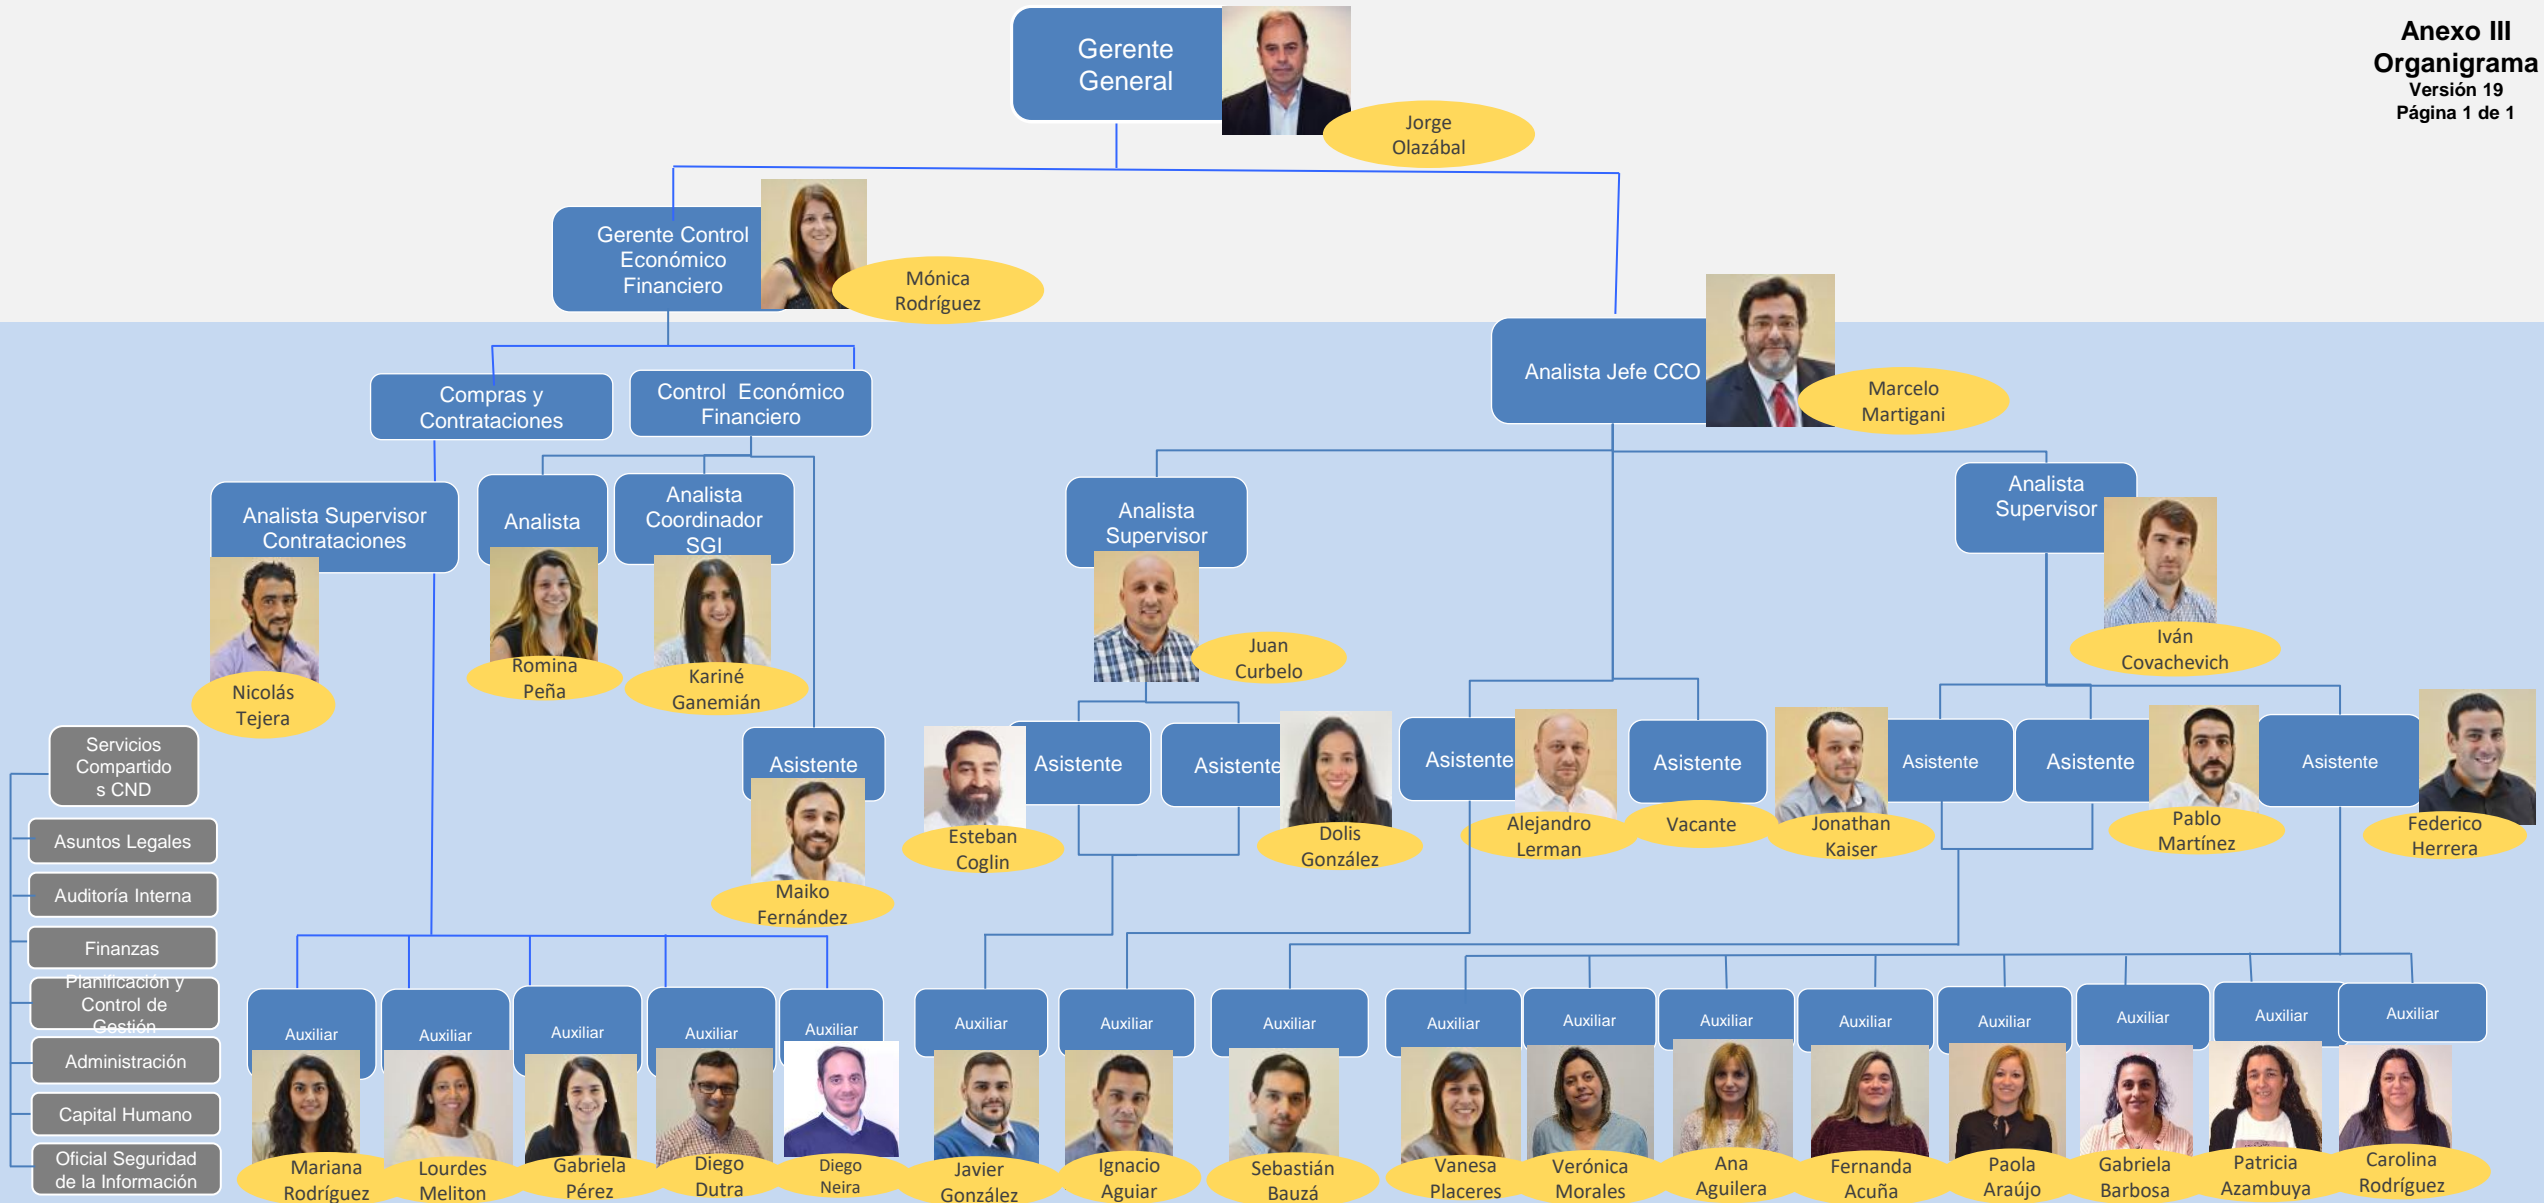 Anexo III
Organigrama
Versión 19
Página 1 de 1
Gerente
General
Jorge
Olazábal
Gerente Control
Económico
Financiero
Mónica
Rodríguez
Analista Jefe CCO
Marcelo
Martigani
Compras y
Contrataciones
Control Económico
Financiero
Analista Supervisor
Contrataciones
Nicolás
Tejera
Analista
Romina
Peña
Analista
Coordinador
SGI
Kariné
Ganemián
Analista
Supervisor
Juan
Curbelo
Analista
Supervisor
Iván
Covachevich
Asistente
Maiko
Fernández
Asistente
Esteban
Coglin
Asistente
Dolis
González
Asistente
Alejandro
Lerman
Asistente
Vacante
Asistente
Jonathan
Kaiser
Asistente
Pablo
Martínez
Asistente
Federico
Herrera
Servicios
Compartido
s CND
Asuntos Legales
Auditoría Interna
Finanzas
Planificación y
Control de
Gestión
Administración
Capital Humano
Oficial Seguridad
de la Información
Auxiliar
Mariana
Rodríguez
Auxiliar
Lourdes
Meliton
Auxiliar
Gabriela
Pérez
Auxiliar
Diego
Dutra
Auxiliar
Diego
Neira
Auxiliar
Javier
González
Auxiliar
Ignacio
Aguiar
Auxiliar
Sebastián
Bauzá
Auxiliar
Vanesa
Placeres
Auxiliar
Verónica
Morales
Auxiliar
Ana
Aguilera
Auxiliar
Fernanda
Acuña
Auxiliar
Paola
Araújo
Auxiliar
Gabriela
Barbosa
Auxiliar
Patricia
Azambuya
Auxiliar
Carolina
Rodríguez